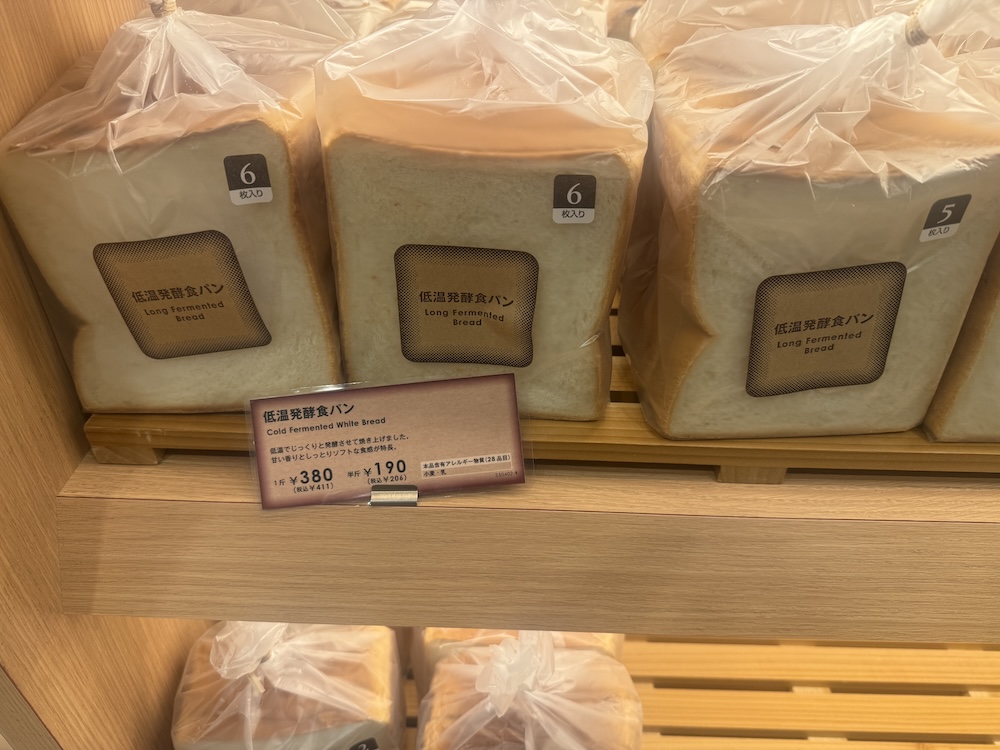 6
枚入り
低温発酵食パン
Long Fermented
Bread
6
枚入り
低温発酵食パン
Long Fermented
Bread
5
枚入り
低温発酵食パン
Long Fermented
Bread
低温発酵食パン
Cold Fermented White Bread
低温でじっくりと発酵させて焼き上げました。
甘い香りとしっとりソフトな食感が特長。
1斤 ¥380 半斤 ¥190
(税込¥411) (税込¥206)
本品含有アレルギー物質(28品目)
小麦・乳